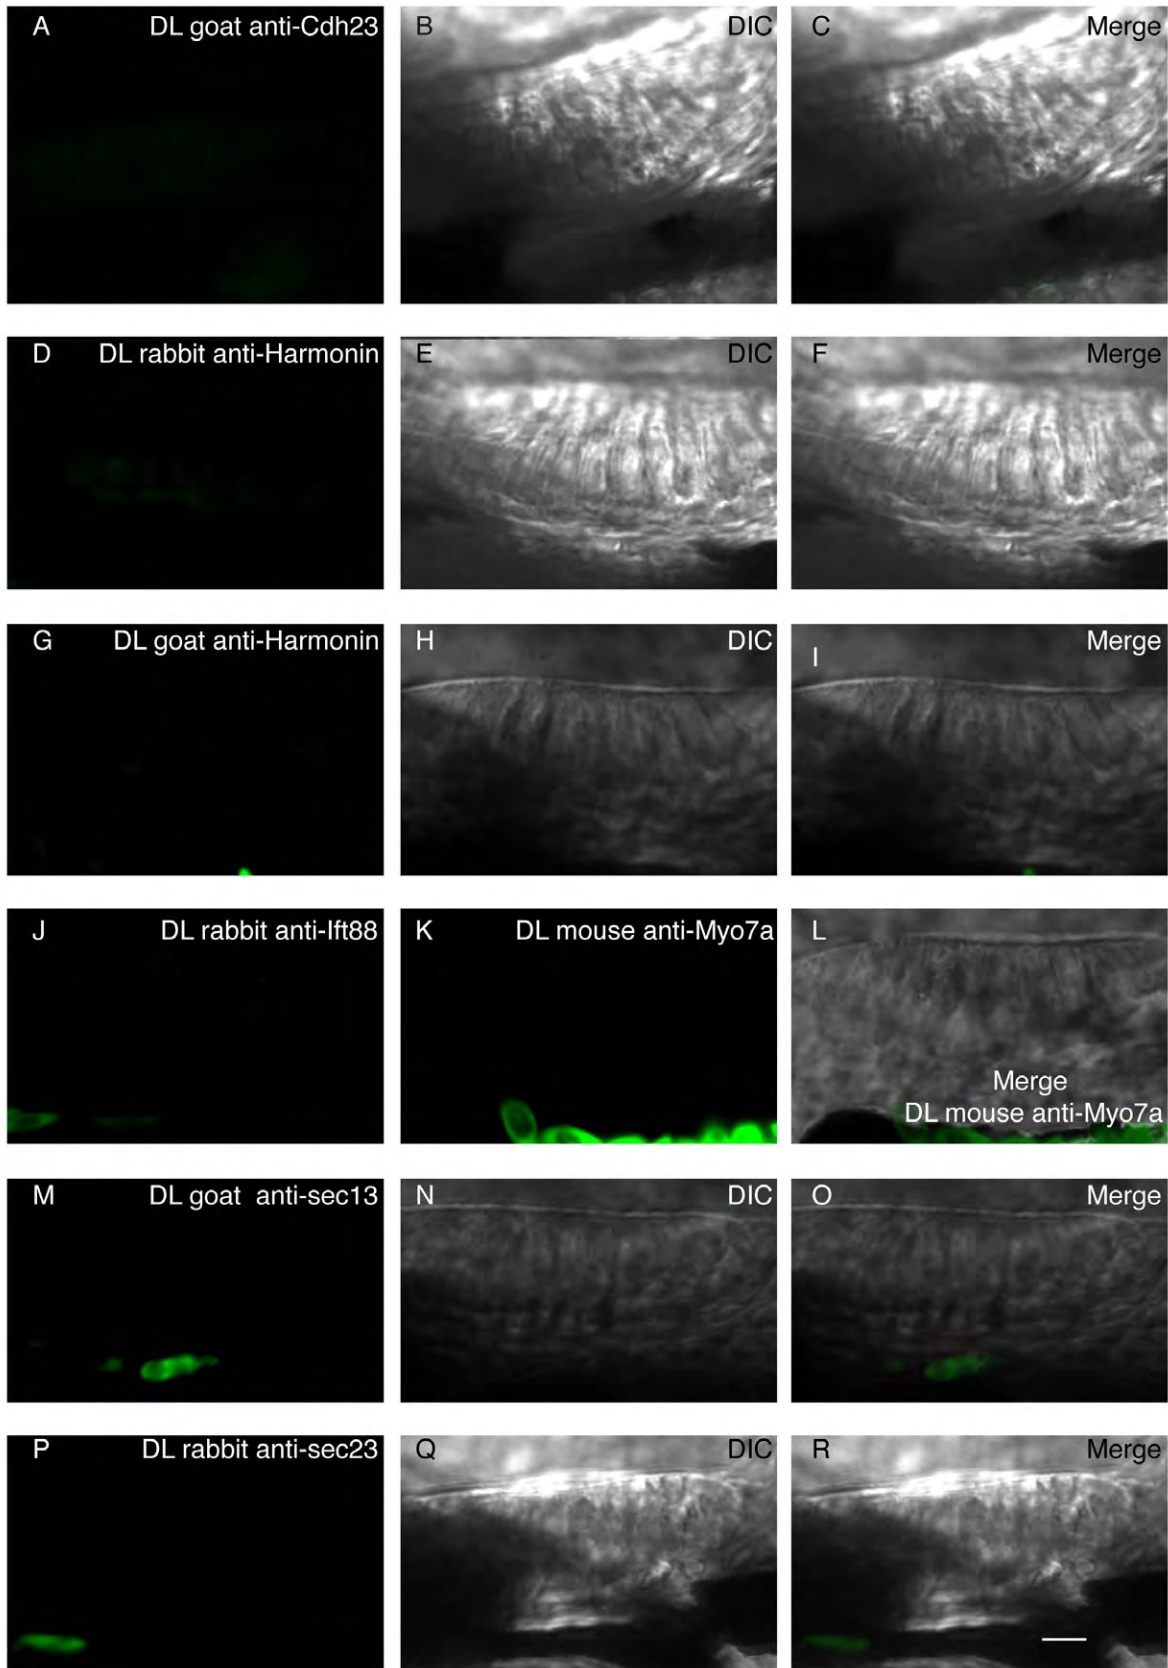 A DL goat anti-Cdh23 B DIC C Merge
D DL rabbit anti-Harmonin E DIC F Merge
G DL goat anti-Harmonin H DIC I Merge
J DL rabbit anti-Ift88 K DL mouse anti-Myo7a L
Merge
DL mouse anti-Myo7a
M DL goat anti-sec13 N DIC O Merge
P DL rabbit anti-sec23 Q DIC R Merge